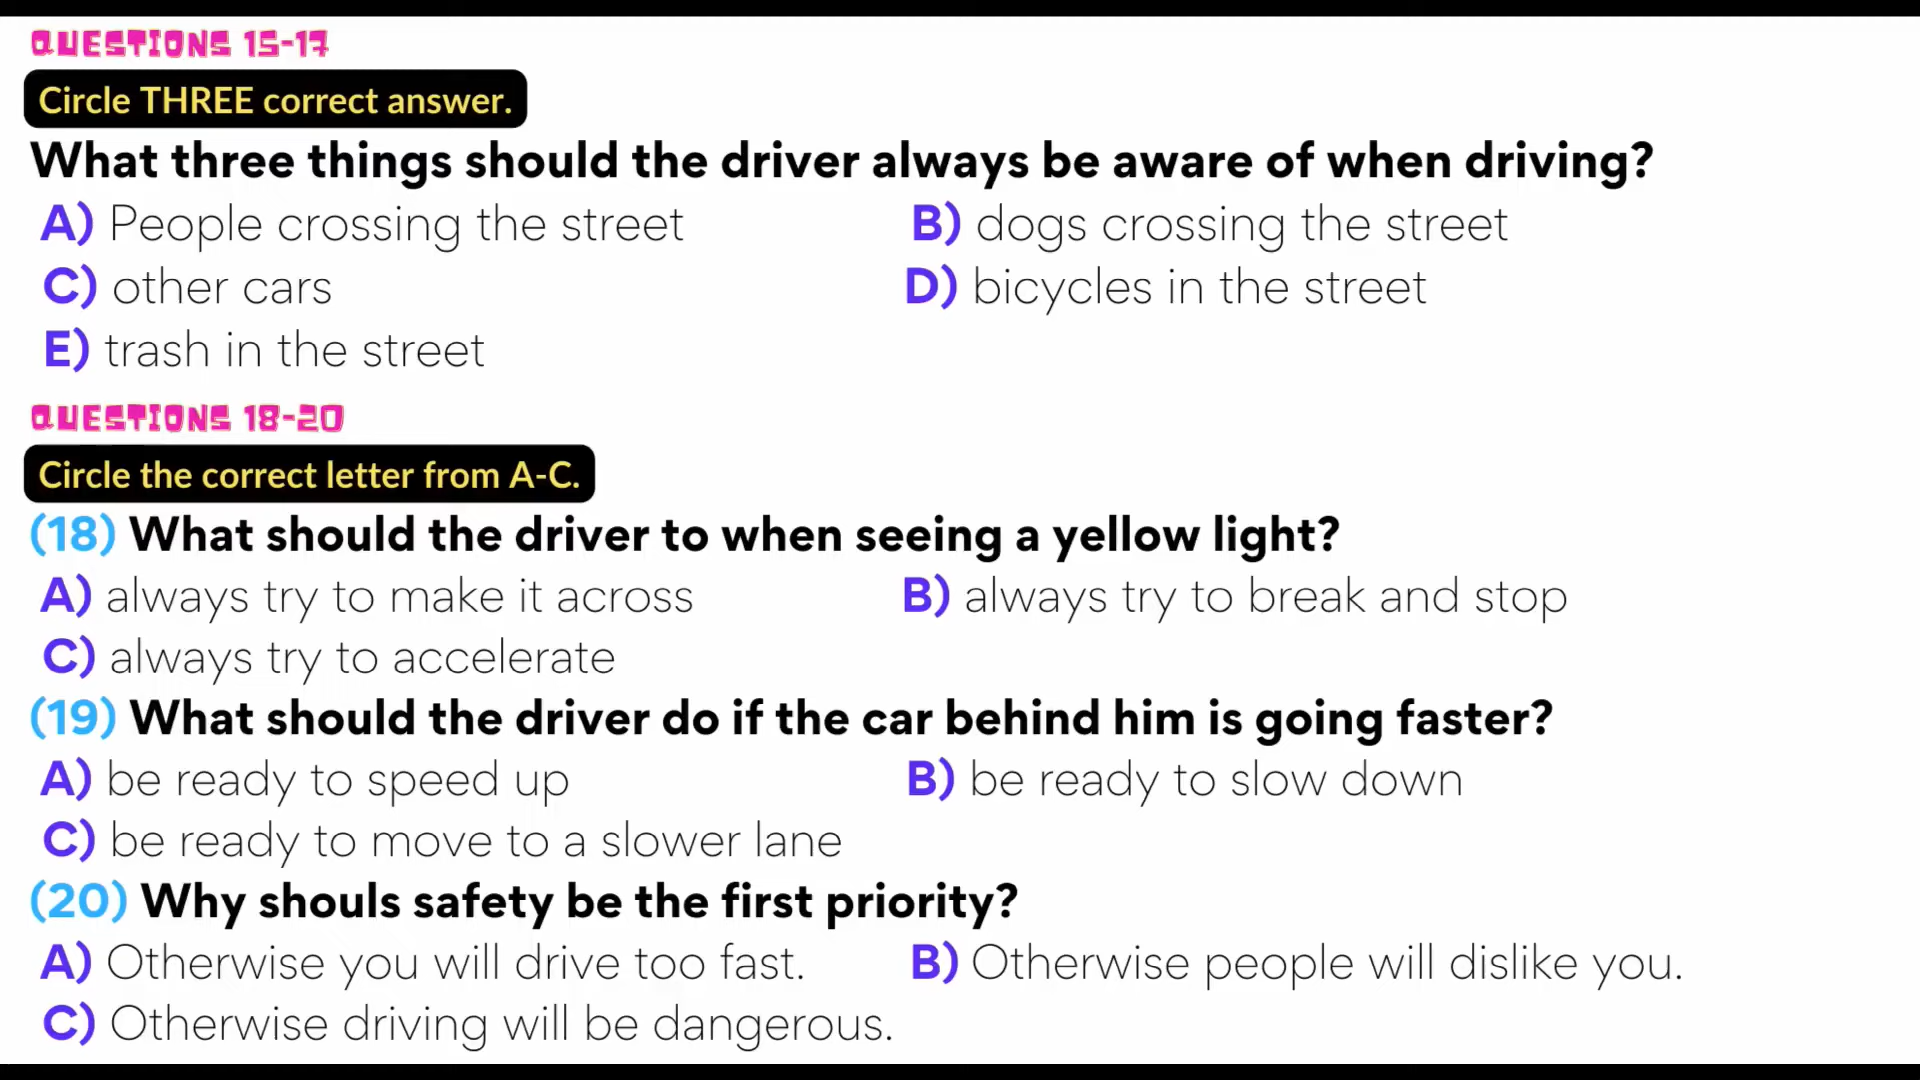 QUESTIONS 15-17
Circle THREE correct answer.
What three things should the driver always be aware of when driving?
A) People crossing the street B) dogs crossing the street
C) other cars D) bicycles in the street
E) trash in the street
QUESTIONS 18-20
Circle the correct letter from A-C.
(18) What should the driver to when seeing a yellow light?
A) always try to make it across B) always try to break and stop
C) always try to accelerate
(19) What should the driver do if the car behind him is going faster?
A) be ready to speed up B) be ready to slow down
C) be ready to move to a slower lane
(20) Why shouls safety be the first priority?
A) Otherwise you will drive too fast. B) Otherwise people will dislike you.
C) Otherwise driving will be dangerous.